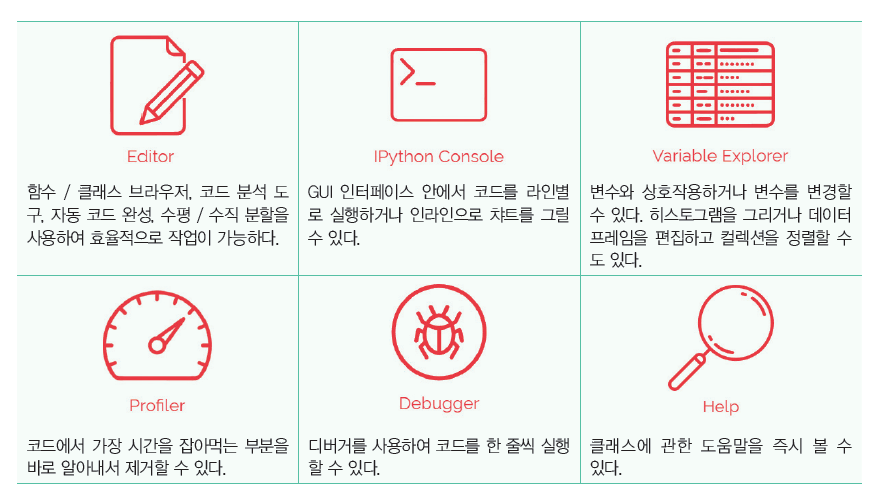 Editor
함수 / 클래스 브라우저, 코드 분석 도
구, 자동 코드 완성, 수평 / 수직 분할을
사용하여 효율적으로 작업이 가능하다.
IPython Console
GUI 인터페이스 안에서 코드를 라인별
로 실행하거나 인라인으로 챠트를 그릴
수 있다.
Variable Explorer
변수와 상호작용하거나 변수를 변경할
수 있다. 히스토그램을 그리거나 데이터
프레임을 편집하고 컬렉션을 정렬할 수
도 있다.
Profiler
코드에서 가장 시간을 잡아먹는 부분을
바로 알아내서 제거할 수 있다.
Debugger
디버거를 사용하여 코드를 한 줄씩 실행
할 수 있다.
Help
클래스에 관한 도움말을 즉시 볼 수
있다.